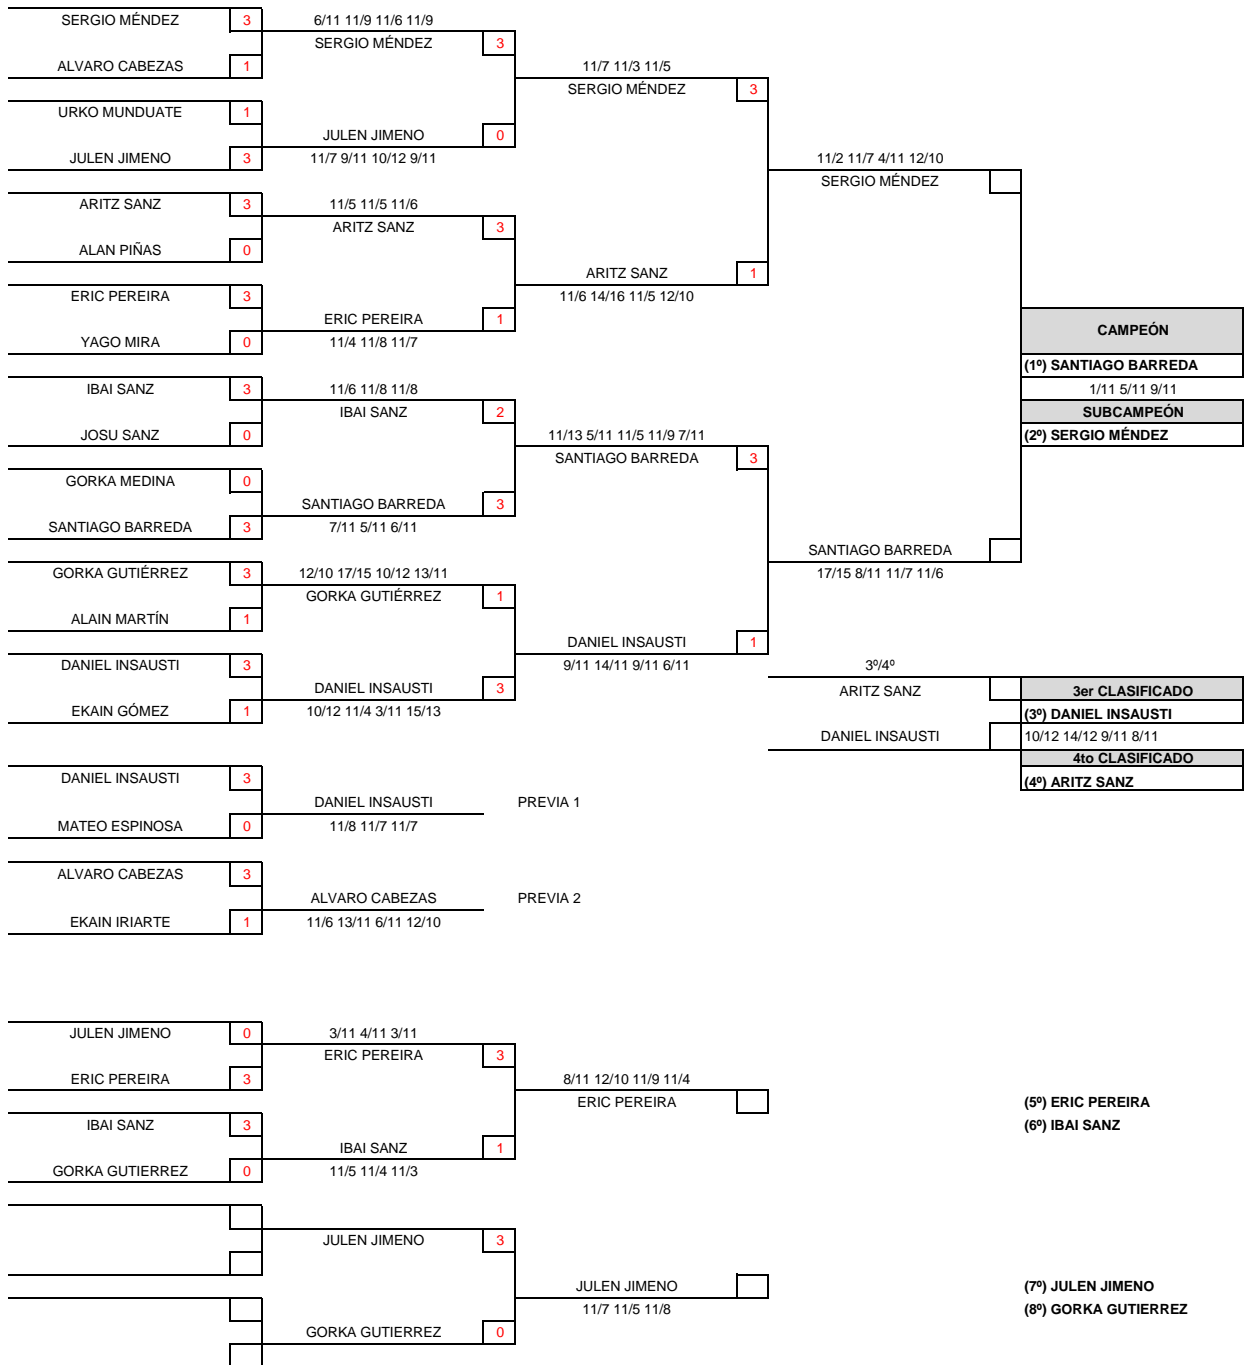 SERGIO MÉNDEZ 3 6/11 11/9 11/6 11/9
SERGIO MÉNDEZ 3
ALVARO CABEZAS 1 11/7 11/3 11/5
SERGIO MÉNDEZ 3
URKO MUNDUATE 1
JULEN JIMENO 0
JULEN JIMENO 3 11/7 9/11 10/12 9/11 11/2 11/7 4/11 12/10
SERGIO MÉNDEZ
ARITZ SANZ 3 11/5 11/5 11/6
ARITZ SANZ 3
ALAN PIÑAS 0
ARITZ SANZ 1
ERIC PEREIRA 3 11/6 14/16 11/5 12/10
ERIC PEREIRA 1
CAMPEÓN
YAGO MIRA 0 11/4 11/8 11/7
(1º) SANTIAGO BARREDA
IBAI SANZ 3 11/6 11/8 11/8 1/11 5/11 9/11
IBAI SANZ 2 SUBCAMPEÓN
JOSU SANZ 0 11/13 5/11 11/5 11/9 7/11 (2º) SERGIO MÉNDEZ
SANTIAGO BARREDA 3
GORKA MEDINA 0
SANTIAGO BARREDA 3
SANTIAGO BARREDA 3 7/11 5/11 6/11
SANTIAGO BARREDA
GORKA GUTIÉRREZ 3 12/10 17/15 10/12 13/11 17/15 8/11 11/7 11/6
GORKA GUTIÉRREZ 1
ALAIN MARTÍN 1
DANIEL INSAUSTI 1
DANIEL INSAUSTI 3 9/11 14/11 9/11 6/11 3º/4º
DANIEL INSAUSTI 3 ARITZ SANZ 3er CLASIFICADO
EKAIN GÓMEZ 1 10/12 11/4 3/11 15/13 (3º) DANIEL INSAUSTI
DANIEL INSAUSTI 10/12 14/12 9/11 8/11
4to CLASIFICADO
DANIEL INSAUSTI 3 (4º) ARITZ SANZ
DANIEL INSAUSTI PREVIA 1
MATEO ESPINOSA 0 11/8 11/7 11/7
ALVARO CABEZAS 3
ALVARO CABEZAS PREVIA 2
EKAIN IRIARTE 1 11/6 13/11 6/11 12/10
JULEN JIMENO 0 3/11 4/11 3/11
ERIC PEREIRA 3
ERIC PEREIRA 3 8/11 12/10 11/9 11/4
ERIC PEREIRA (5º) ERIC PEREIRA
IBAI SANZ 3 (6º) IBAI SANZ
IBAI SANZ 1
GORKA GUTIERREZ 0 11/5 11/4 11/3
JULEN JIMENO 3
JULEN JIMENO (7º) JULEN JIMENO
11/7 11/5 11/8 (8º) GORKA GUTIERREZ
GORKA GUTIERREZ 0